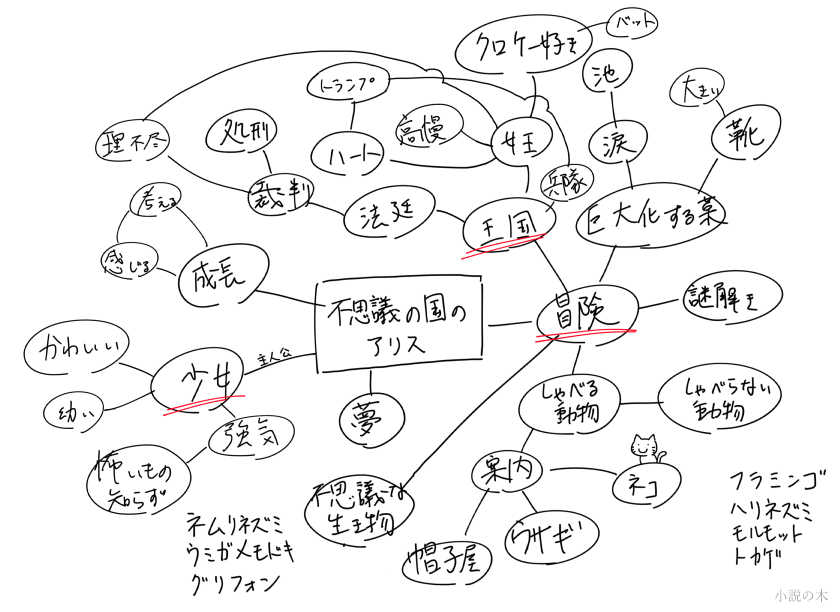 クロケー好き
バット
トランプ
池
大きい
理不尽
処刑
高慢
女王
涙
靴
ハート
兵隊
考える
裁判
法廷
王国
巨大化する薬
感じる
成長
不思議の国の
アリス
冒険
謎解き
かわいい
少女
主人公
幼い
強気
夢
しゃべる
動物
しゃべらない
動物
怖いもの
知らず
不思議な
生き物
案内
ネコ
帽子屋
ウサギ
ネムリネズミ
ウミガメモドキ
グリフォン
フラミンゴ
ハリネズミ
モルモット
トカゲ
小説の木